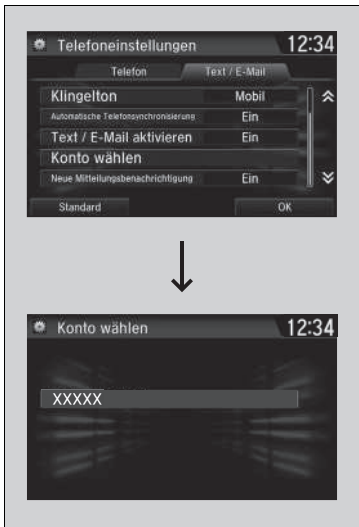 Telefoneinstellungen 12:34
Telefon Text / E-Mail
Klingelton Mobil
Automatische Telefonsynchronisierung Ein
Text / E-Mail aktivieren Ein
Konto wählen
Neue Mitteilungsbenachrichtigung Ein
Standard OK
Konto wählen 12:34
XXXXX